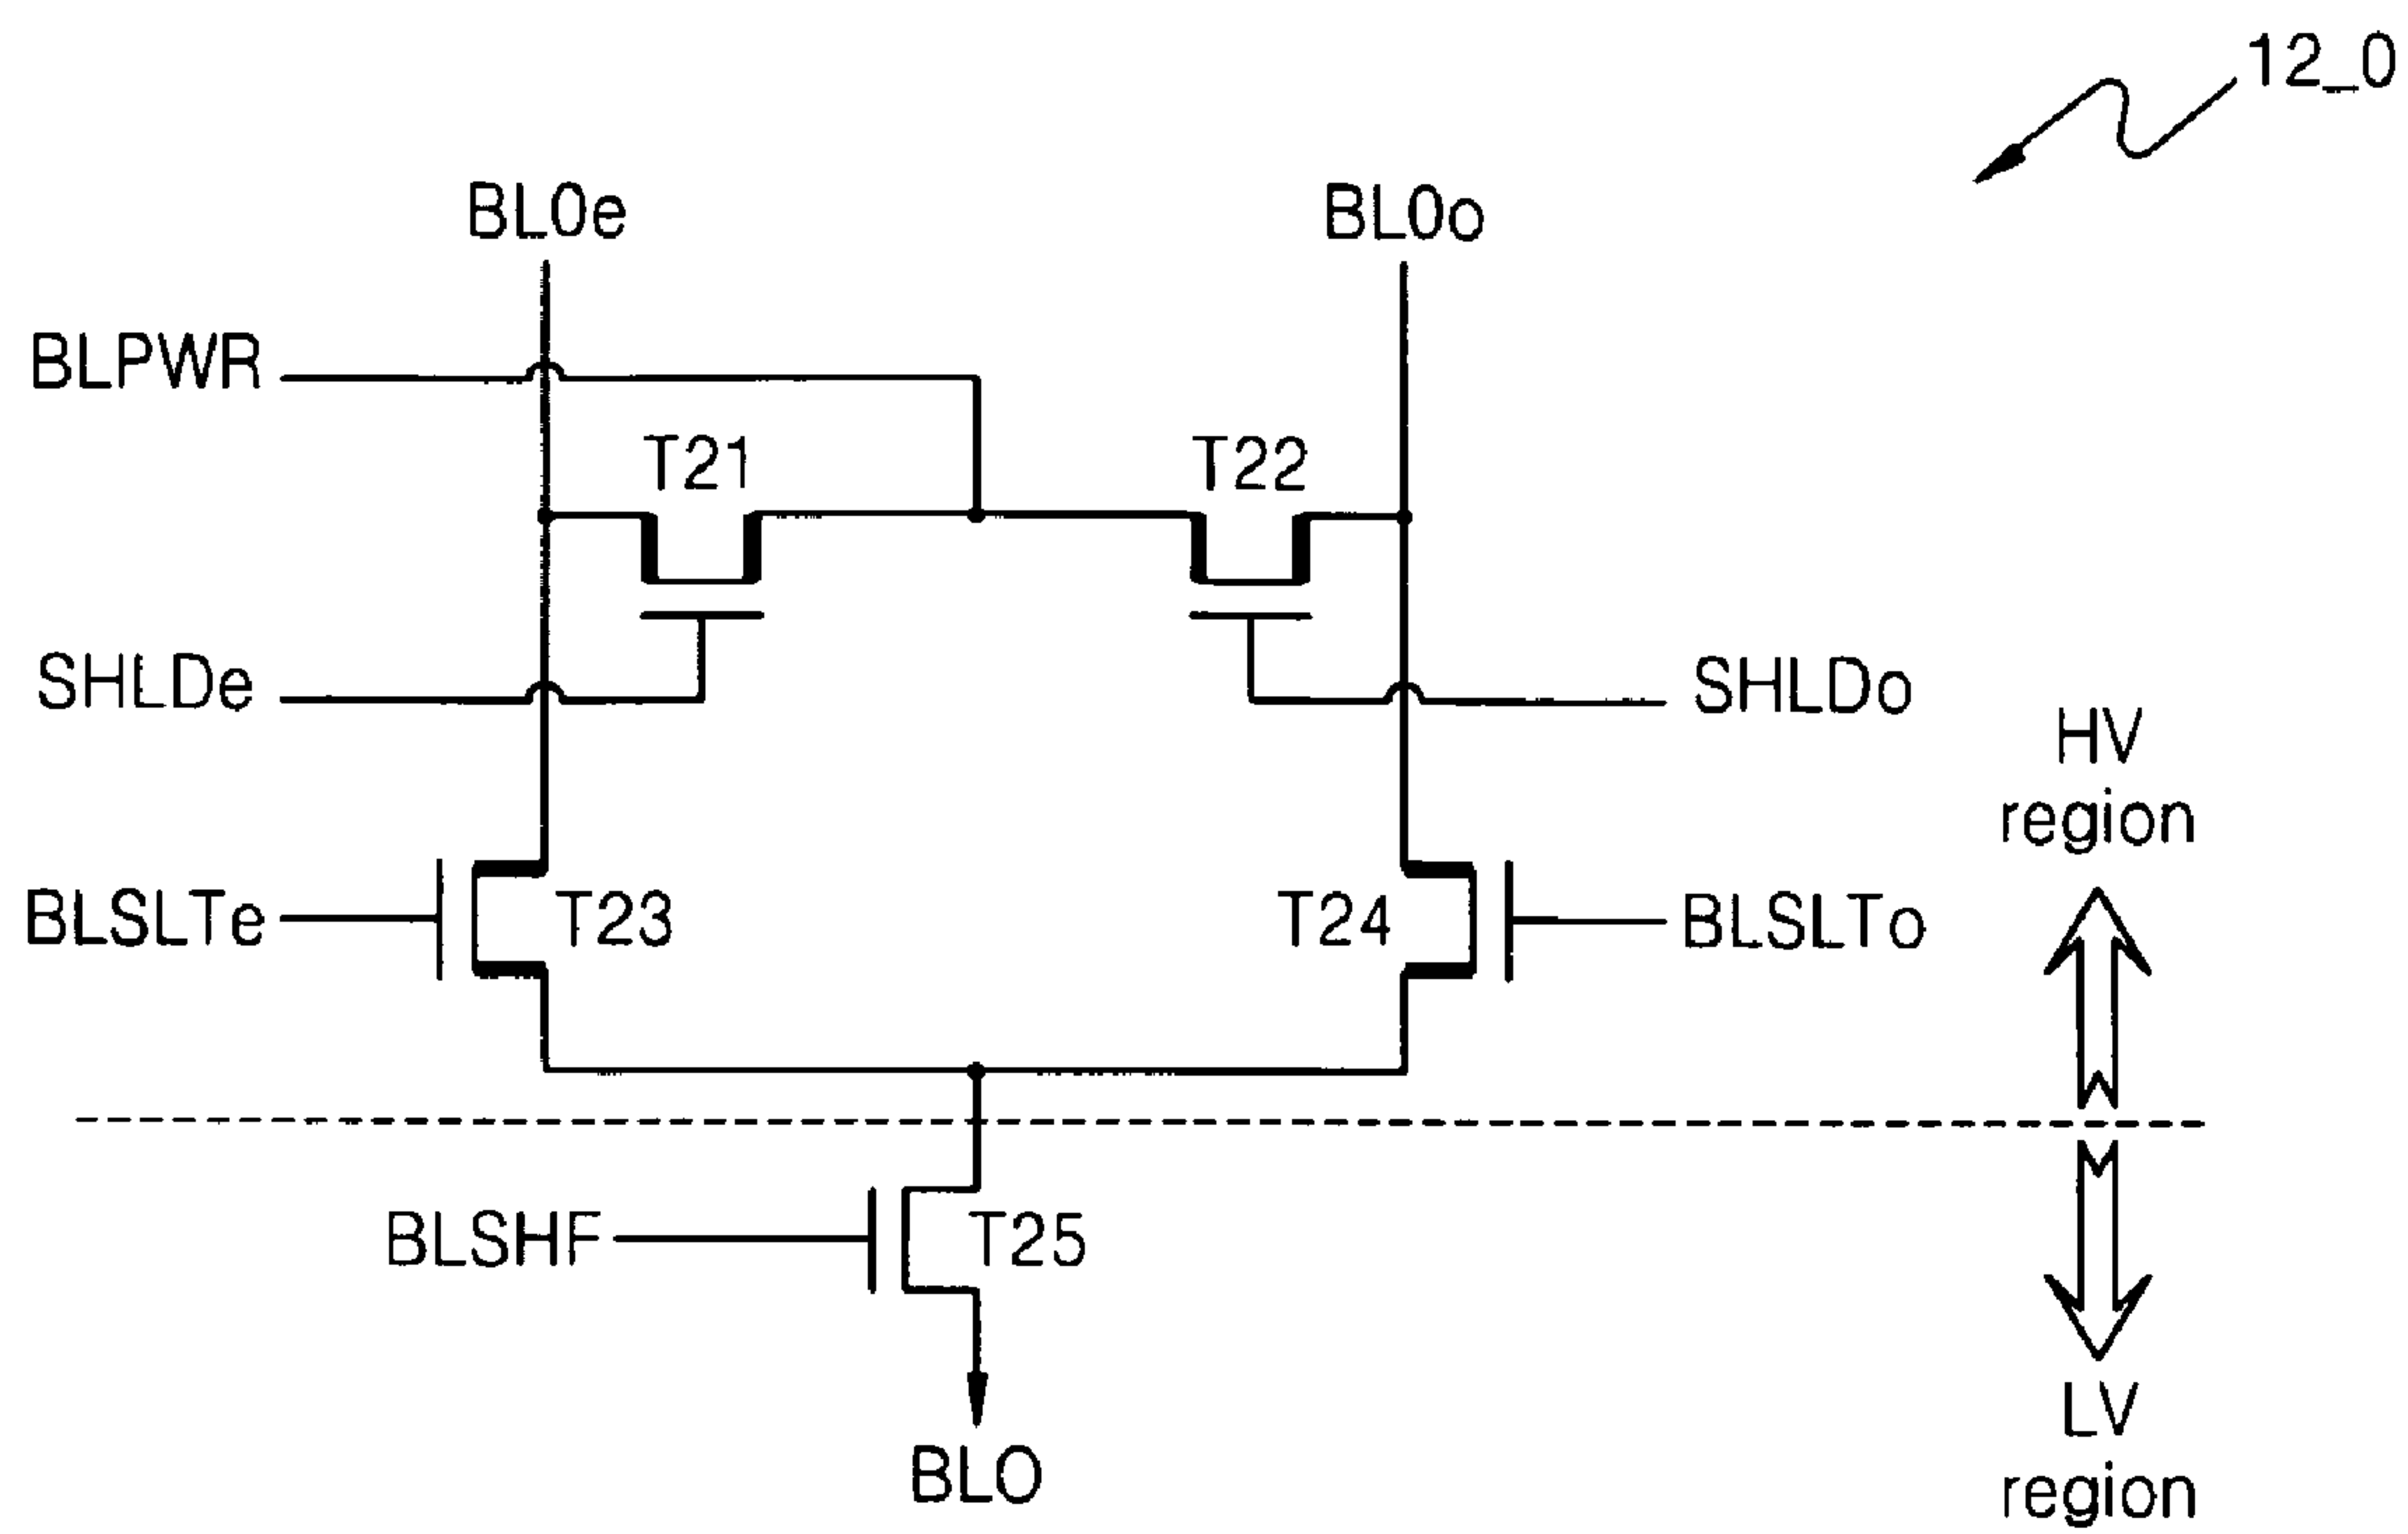 12_0
BL0e
BL0o
BLPWR
T21
T22
SHLDe
SHLDo
HV
region
BLSLTe
T23
T24
BLSLTo
BLSHF
T25
BLO
LV
region